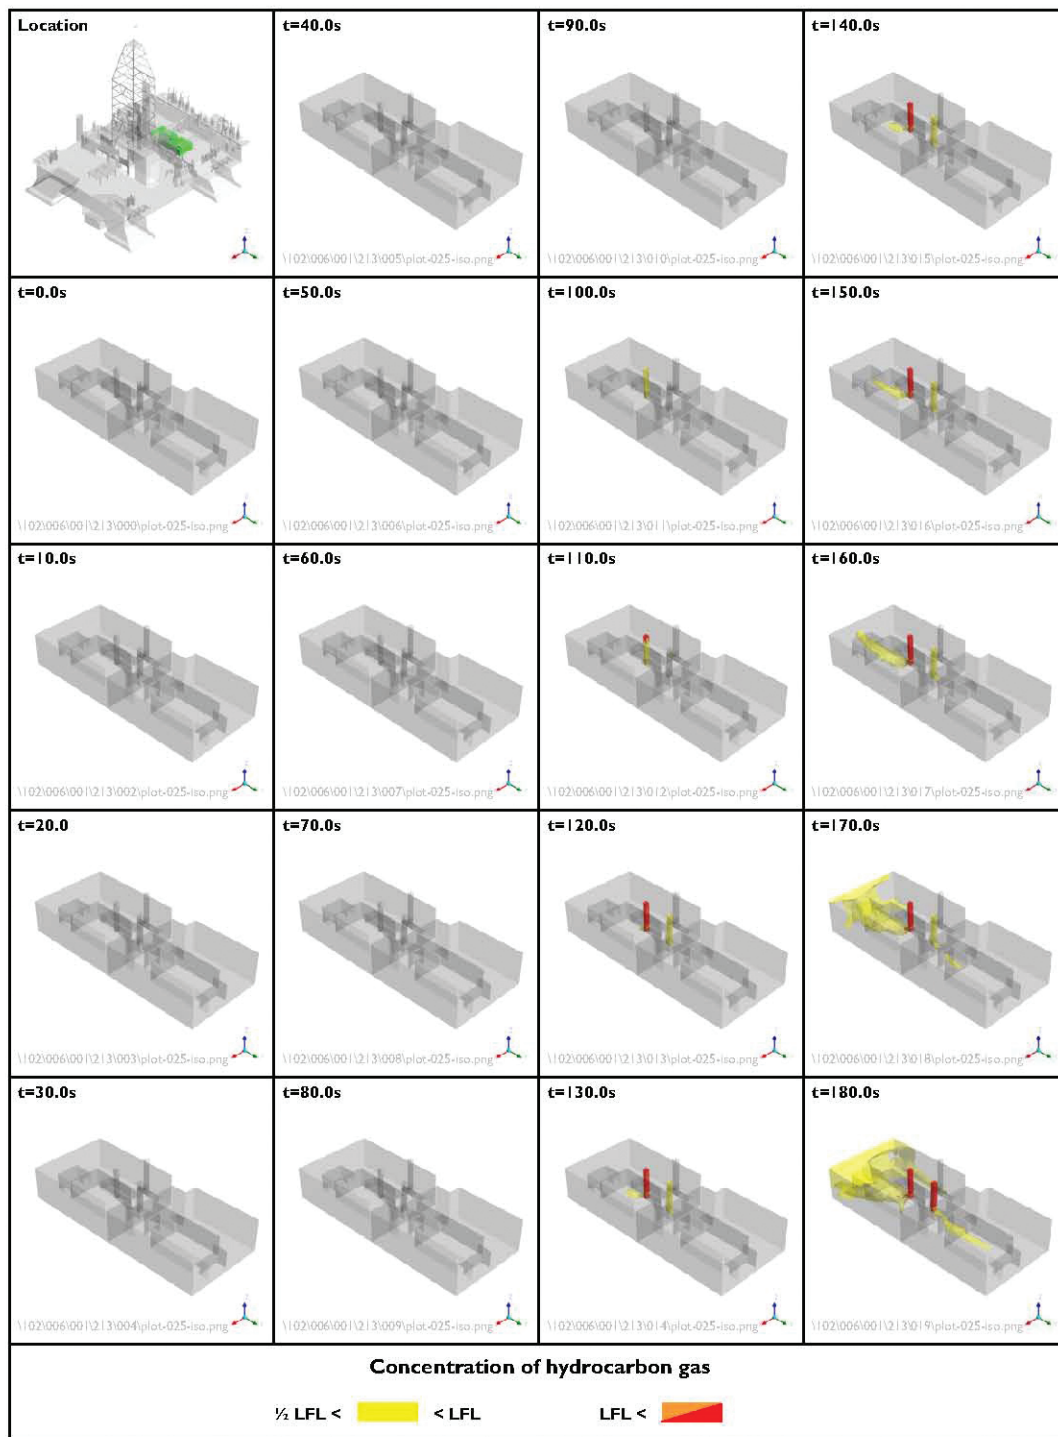 Location
t=40.0s
t=90.0s
t=140.0s
\102\006\001\213\005\plot-025-iso.png
\102\006\001\213\010\plot-025-iso.png
\102\006\001\213\015\plot-025-iso.png
t=0.0s
t=50.0s
t=100.0s
t=150.0s
\102\006\001\213\000\plot-025-iso.png
\102\006\001\213\006\plot-025-iso.png
\102\006\001\213\011\plot-025-iso.png
\102\006\001\213\016\plot-025-iso.png
t=10.0s
t=60.0s
t=110.0s
t=160.0s
\102\006\001\213\002\plot-025-iso.png
\102\006\001\213\007\plot-025-iso.png
\102\006\001\213\012\plot-025-iso.png
\102\006\001\213\017\plot-025-iso.png
t=20.0
t=70.0s
t=120.0s
t=170.0s
\102\006\001\213\003\plot-025-iso.png
\102\006\001\213\008\plot-025-iso.png
\102\006\001\213\013\plot-025-iso.png
\102\006\001\213\018\plot-025-iso.png
t=30.0s
t=80.0s
t=130.0s
t=180.0s
\102\006\001\213\004\plot-025-iso.png
\102\006\001\213\009\plot-025-iso.png
\102\006\001\213\014\plot-025-iso.png
\102\006\001\213\019\plot-025-iso.png
Concentration of hydrocarbon gas
½ LFL < < LFL LFL <